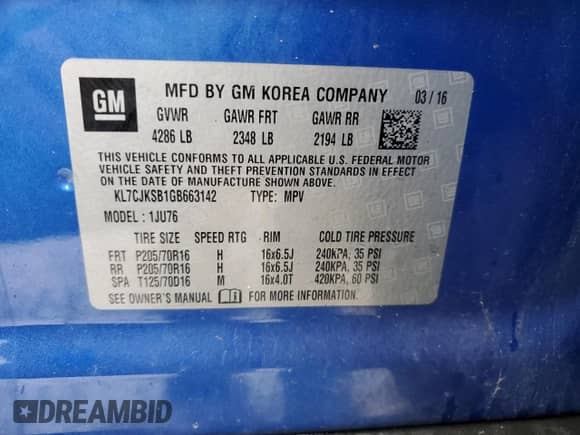 GM
MFD BY GM KOREA COMPANY 03/16
GVWR GAWR FRT GAWR RR
4286 LB 2348 LB 2194 LB
THIS VEHICLE CONFORMS TO ALL APPLICABLE U.S. FEDERAL MOTOR
VEHICLE SAFETY AND THEFT PREVENTION STANDARDS IN EFFECT
ON THE DATE OF MANUFACTURE SHOWN ABOVE.
KL7CJKSB1GB663142 TYPE: MPV
MODEL: 1JU76
TIRE SIZE SPEED RTG RIM COLD TIRE PRESSURE
FRT P205/70R16 H 16x6.5J 240KPA, 35 PSI
RR P205/70R16 H 16x6.5J 240KPA, 35 PSI
SPA T125/70D16 M 16x4.0T 420KPA, 60 PSI
SEE OWNER'S MANUAL i FOR MORE INFORMATION.
DREAMBID